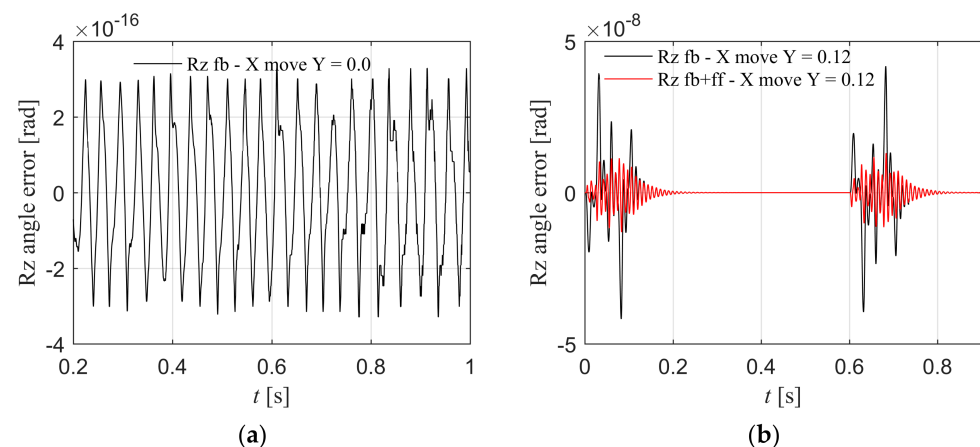 ×10⁻¹⁶
4
2
0
-2
-4
Rz angle error [rad]
Rz fb - X move Y = 0.0
0.2
0.4
0.6
0.8
1
t [s]
(a)
×10⁻⁸
5
0
-5
Rz angle error [rad]
Rz fb - X move Y = 0.12
Rz fb+ff - X move Y = 0.12
0
0.2
0.4
0.6
0.8
t [s]
(b)